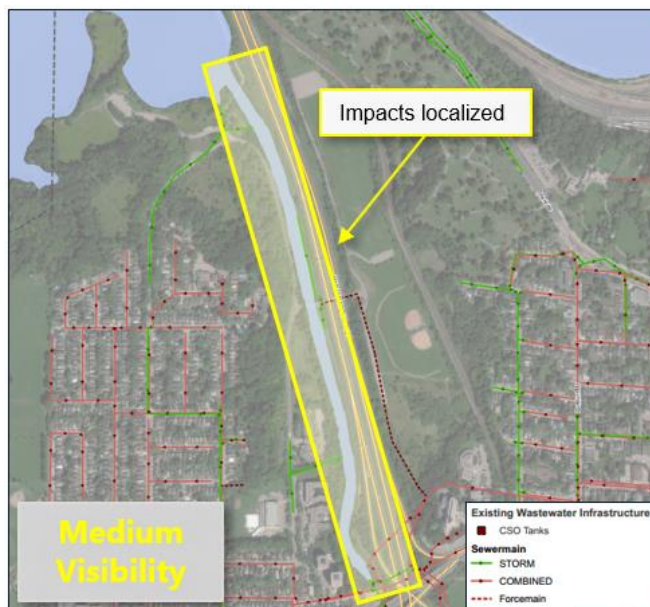 Impacts localized
Medium
Visibility
Existing Wastewater Infrastructure
CSO Tanks
Sewermain
STORM
COMBINED
Forcemain